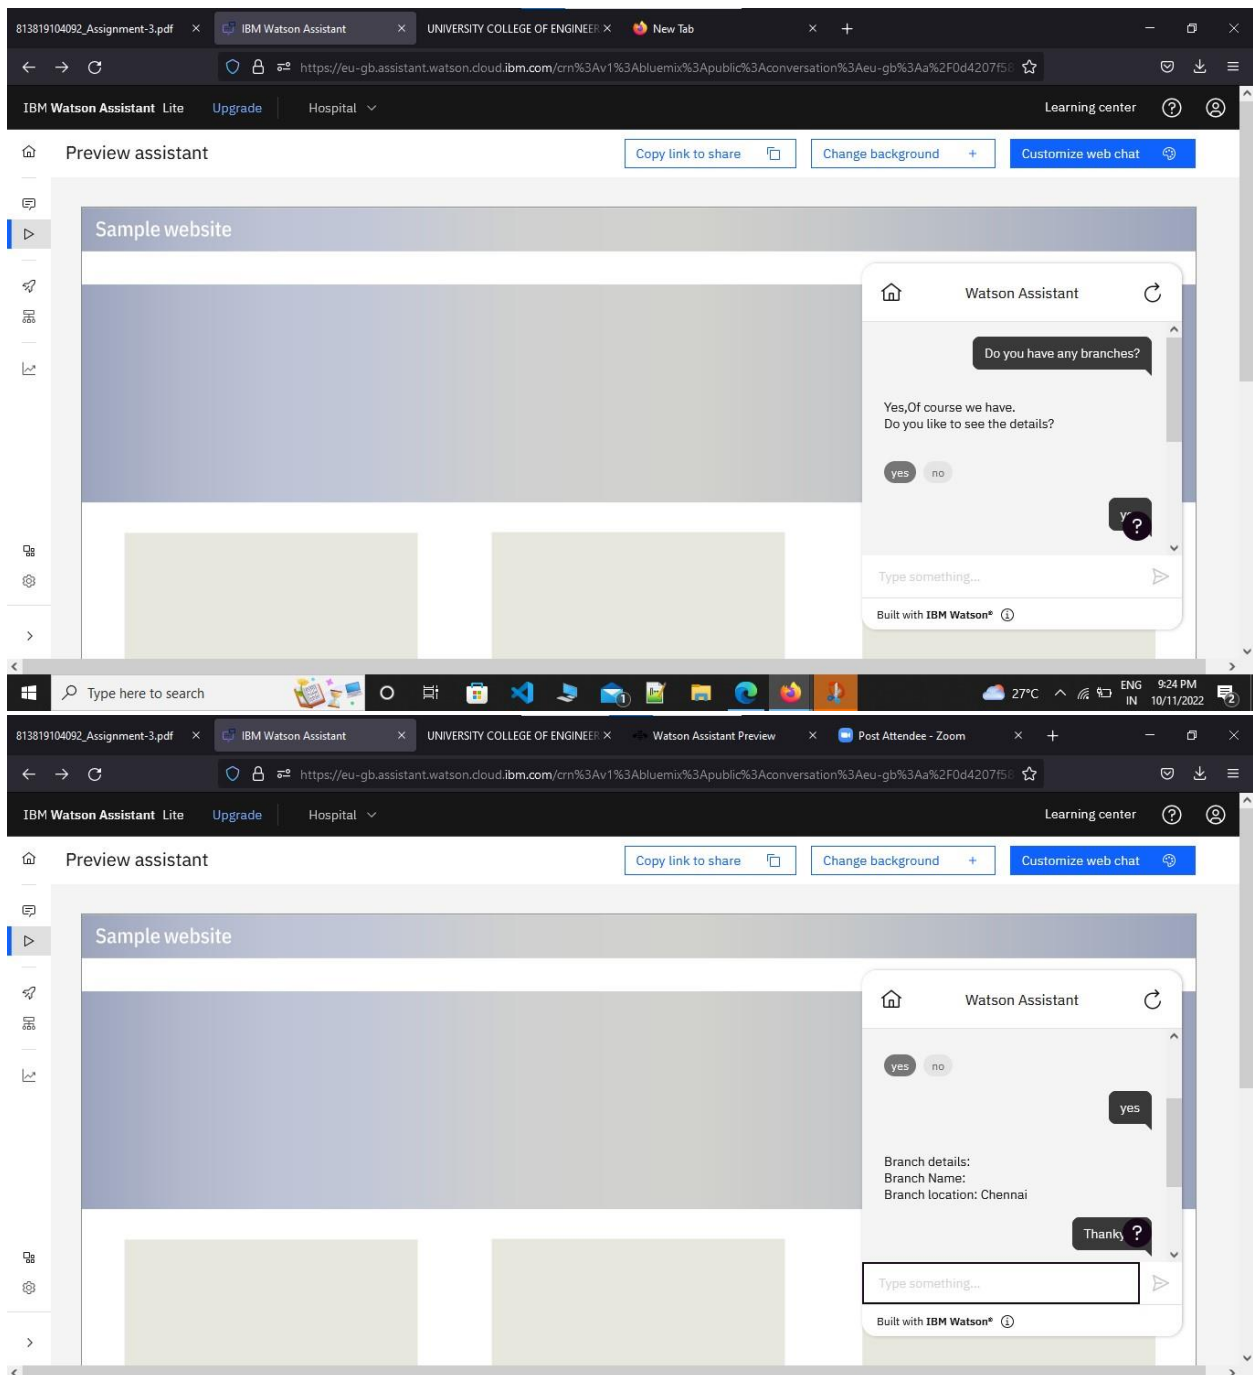 813819104092_Assignment-3.pdf IBM Watson Assistant UNIVERSITY COLLEGE OF ENGINEER New Tab
https://eu-gb.assistant.watson.cloud.ibm.com/crn%3Av1%3Abluemix%3Apublic%3Aconversation%3Aeu-gb%3Aa%2F0d4207f58
IBM Watson Assistant Lite Upgrade Hospital Learning center
Preview assistant Copy link to share Change background + Customize web chat
Sample website
Watson Assistant
Do you have any branches?
Yes,Of course we have.
Do you like to see the details?
yes no
Type something...
Built with IBM Watson®
Type here to search 27°C ENG 9:24 PM
IN 10/11/2022 2
813819104092_Assignment-3.pdf IBM Watson Assistant UNIVERSITY COLLEGE OF ENGINEER Watson Assistant Preview Post Attendee - Zoom
https://eu-gb.assistant.watson.cloud.ibm.com/crn%3Av1%3Abluemix%3Apublic%3Aconversation%3Aeu-gb%3Aa%2F0d4207f58
IBM Watson Assistant Lite Upgrade Hospital Learning center
Preview assistant Copy link to share Change background + Customize web chat
Sample website
Watson Assistant
yes no
yes
Branch details:
Branch Name:
Branch location: Chennai
Type something...
Built with IBM Watson®